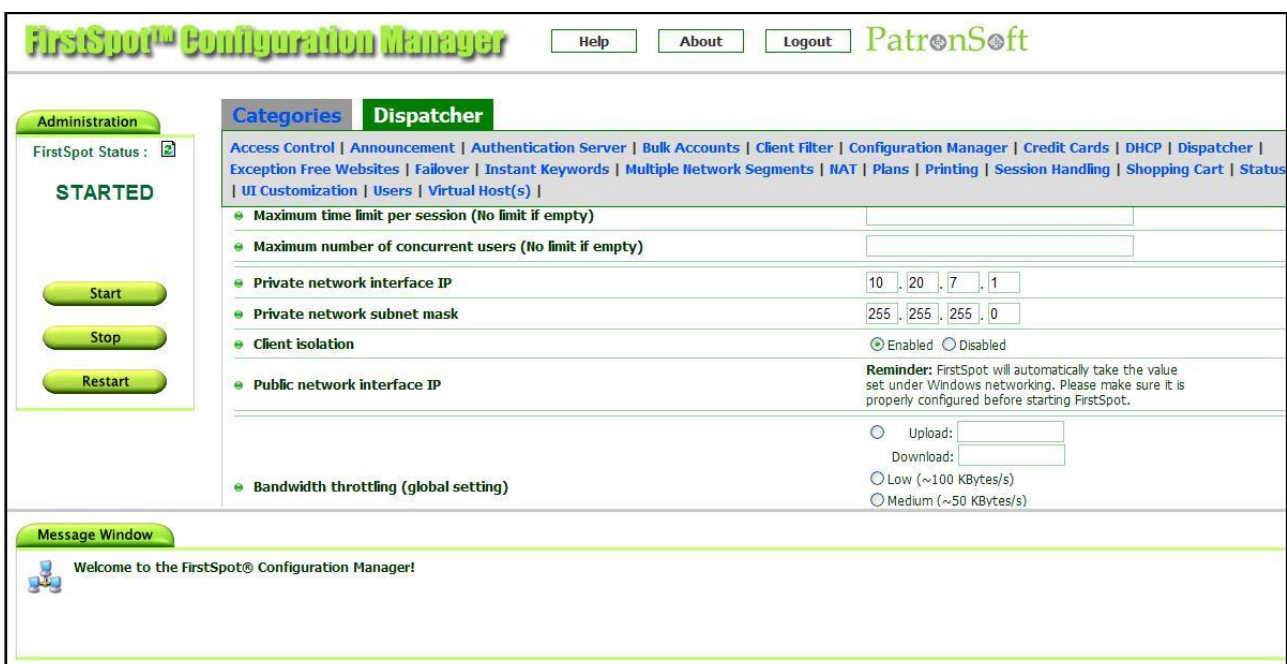 FirstSpot™ Configuration Manager
Help
About
Logout
PatronSoft
Administration
FirstSpot Status :
STARTED
Start
Stop
Restart
Categories
Dispatcher
Access Control | Announcement | Authentication Server | Bulk Accounts | Client Filter | Configuration Manager | Credit Cards | DHCP | Dispatcher |
Exception Free Websites | Failover | Instant Keywords | Multiple Network Segments | NAT | Plans | Printing | Session Handling | Shopping Cart | Status
| UI Customization | Users | Virtual Host(s) |
Maximum time limit per session (No limit if empty)
Maximum number of concurrent users (No limit if empty)
Private network interface IP
10 . 20 . 7 . 1
Private network subnet mask
255 . 255 . 255 . 0
Client isolation
Enabled Disabled
Public network interface IP
Reminder: FirstSpot will automatically take the value
set under Windows networking. Please make sure it is
properly configured before starting FirstSpot.
Bandwidth throttling (global setting)
Upload:
Download:
Low (~100 KBytes/s)
Medium (~50 KBytes/s)
Message Window
Welcome to the FirstSpot® Configuration Manager!